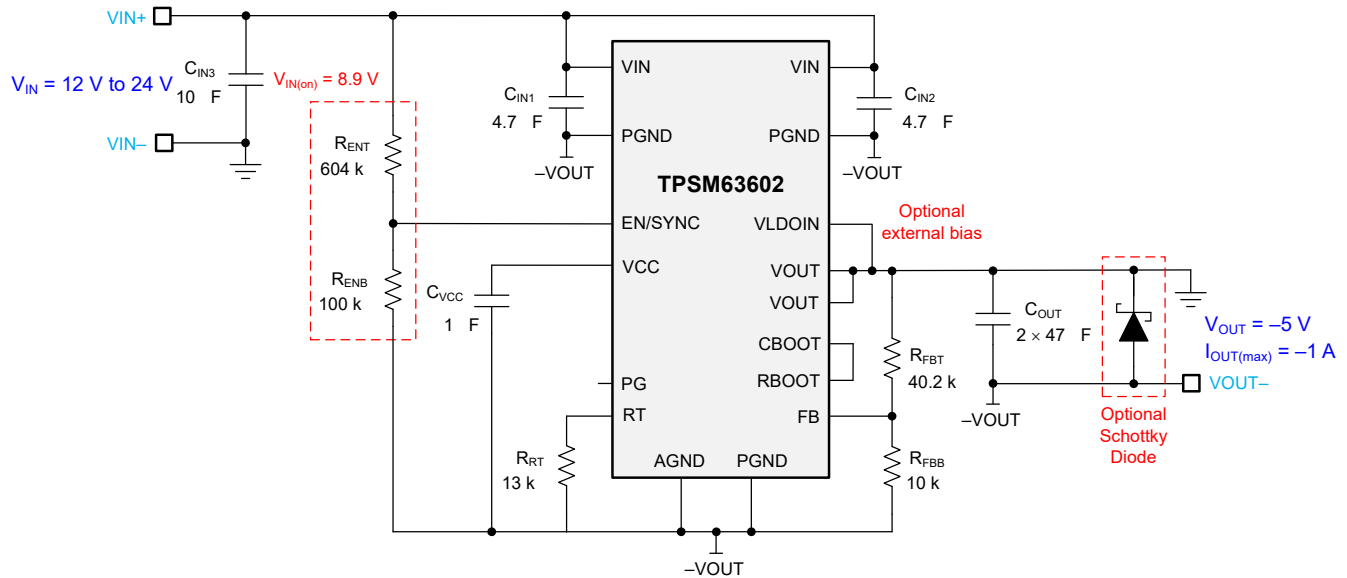 VIN+
VIN = 12 V to 24 V
CIN3
10 F
VIN(on) = 8.9 V
VIN–
RENT
604 k
RENB
100 k
CIN1
4.7 F
–VOUT
CVCC
1 F
RRT
13 k
VIN
PGND
TPSM63602
EN/SYNC
VCC
PG
RT
AGND
PGND
VIN
PGND
VLDOIN
VOUT
VOUT
CBOOT
RBOOT
FB
CIN2
4.7 F
–VOUT
Optional
external bias
RFBT
40.2 k
RFBB
10 k
COUT
2 × 47 F
–VOUT
Optional
Schottky
Diode
VOUT = –5 V
IOUT(max) = –1 A
VOUT–
–VOUT